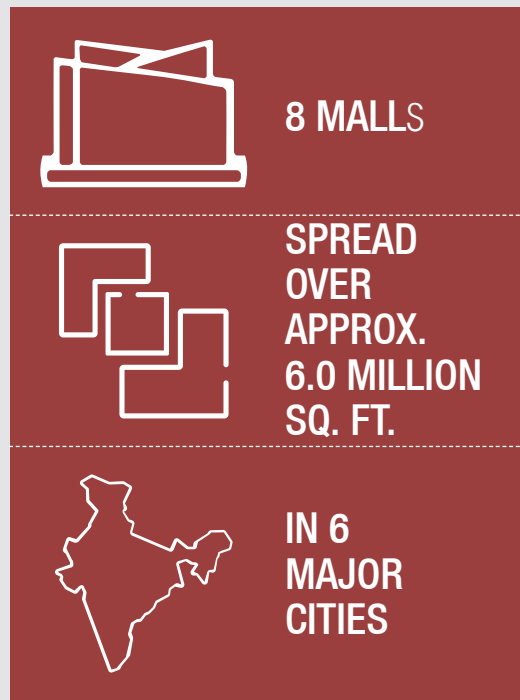 8 MALLS
SPREAD
OVER
APPROX.
6.0 MILLION
SQ. FT.
IN 6
MAJOR
CITIES